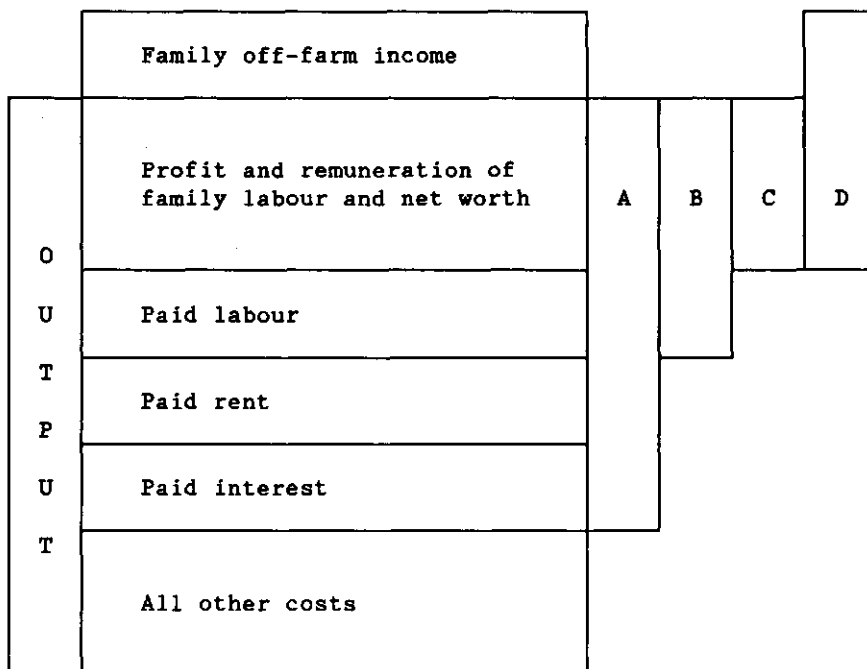 Family off-farm income
Profit and remuneration of
family labour and net worth
A B C D
O
U
T
P
U
T
Paid labour
Paid rent
Paid interest
All other costs